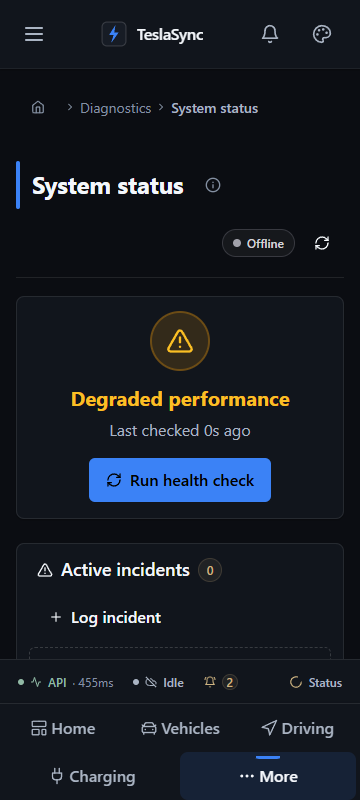 TeslaSync
Diagnostics System status
System status
Offline
Degraded performance
Last checked 0s ago
Run health check
Active incidents 0
+ Log incident
API · 455ms Idle 2 Status
Home Vehicles Driving
Charging More